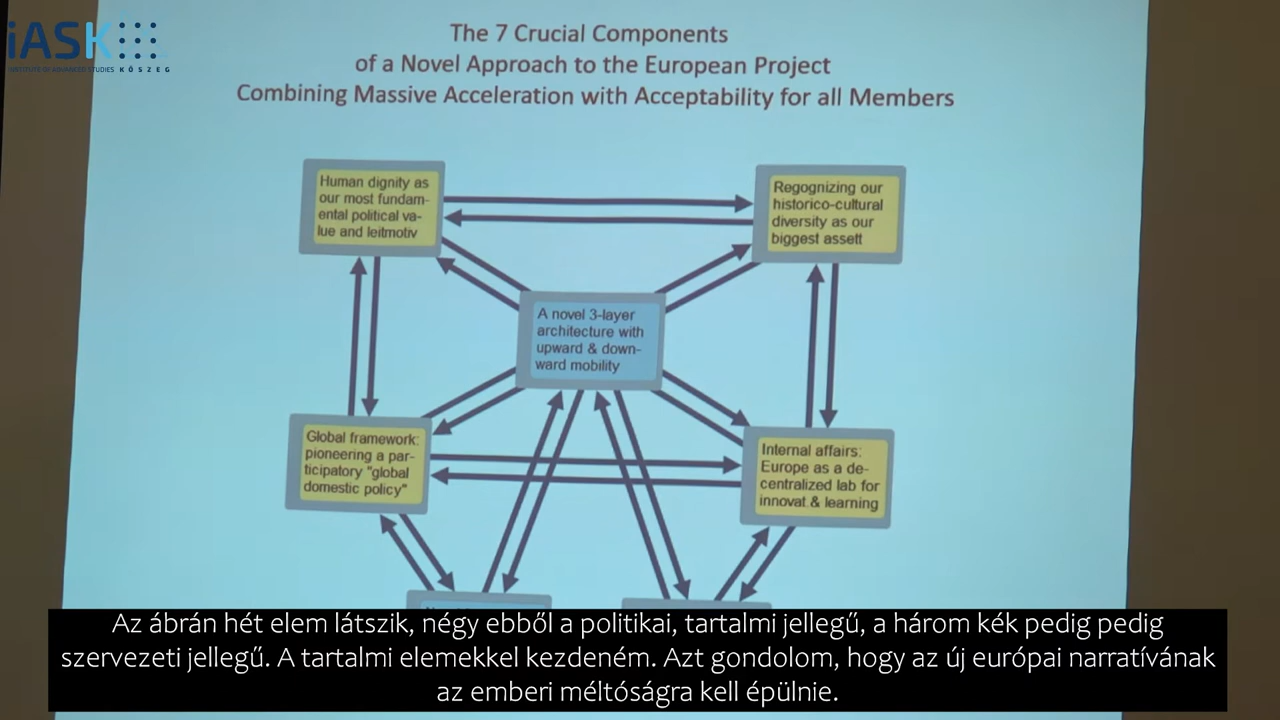 iASK
INSTITUTE OF ADVANCED STUDIES KŐSZEG
The 7 Crucial Components
of a Novel Approach to the European Project
Combining Massive Acceleration with Acceptability for all Members
Human dignity as
our most fundam-
ental political va-
lue and leitmotiv
Regognizing our
historico-cultural
diversity as our
biggest assett
A novel 3-layer
architecture with
upward & down-
ward mobility
Global framework:
pioneering a par-
ticipatory "global
domestic policy"
Internal affairs:
Europe as a de-
centralized lab for
innovat.& learning
Az ábrán hét elem látszik, négy ebből a politikai, tartalmi jellegű, a három kék pedig pedig
szervezeti jellegű. A tartalmi elemekkel kezdeném. Azt gondolom, hogy az új európai narratívának
az emberi méltóságra kell épülnie.